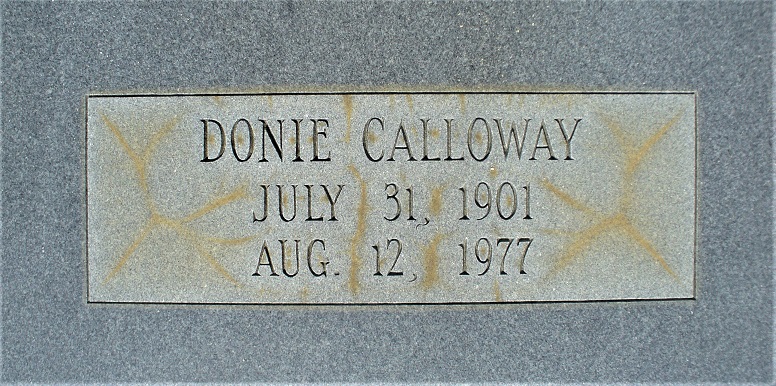 DONIE CALLOWAY
JULY 31, 1901
AUG. 12, 1977